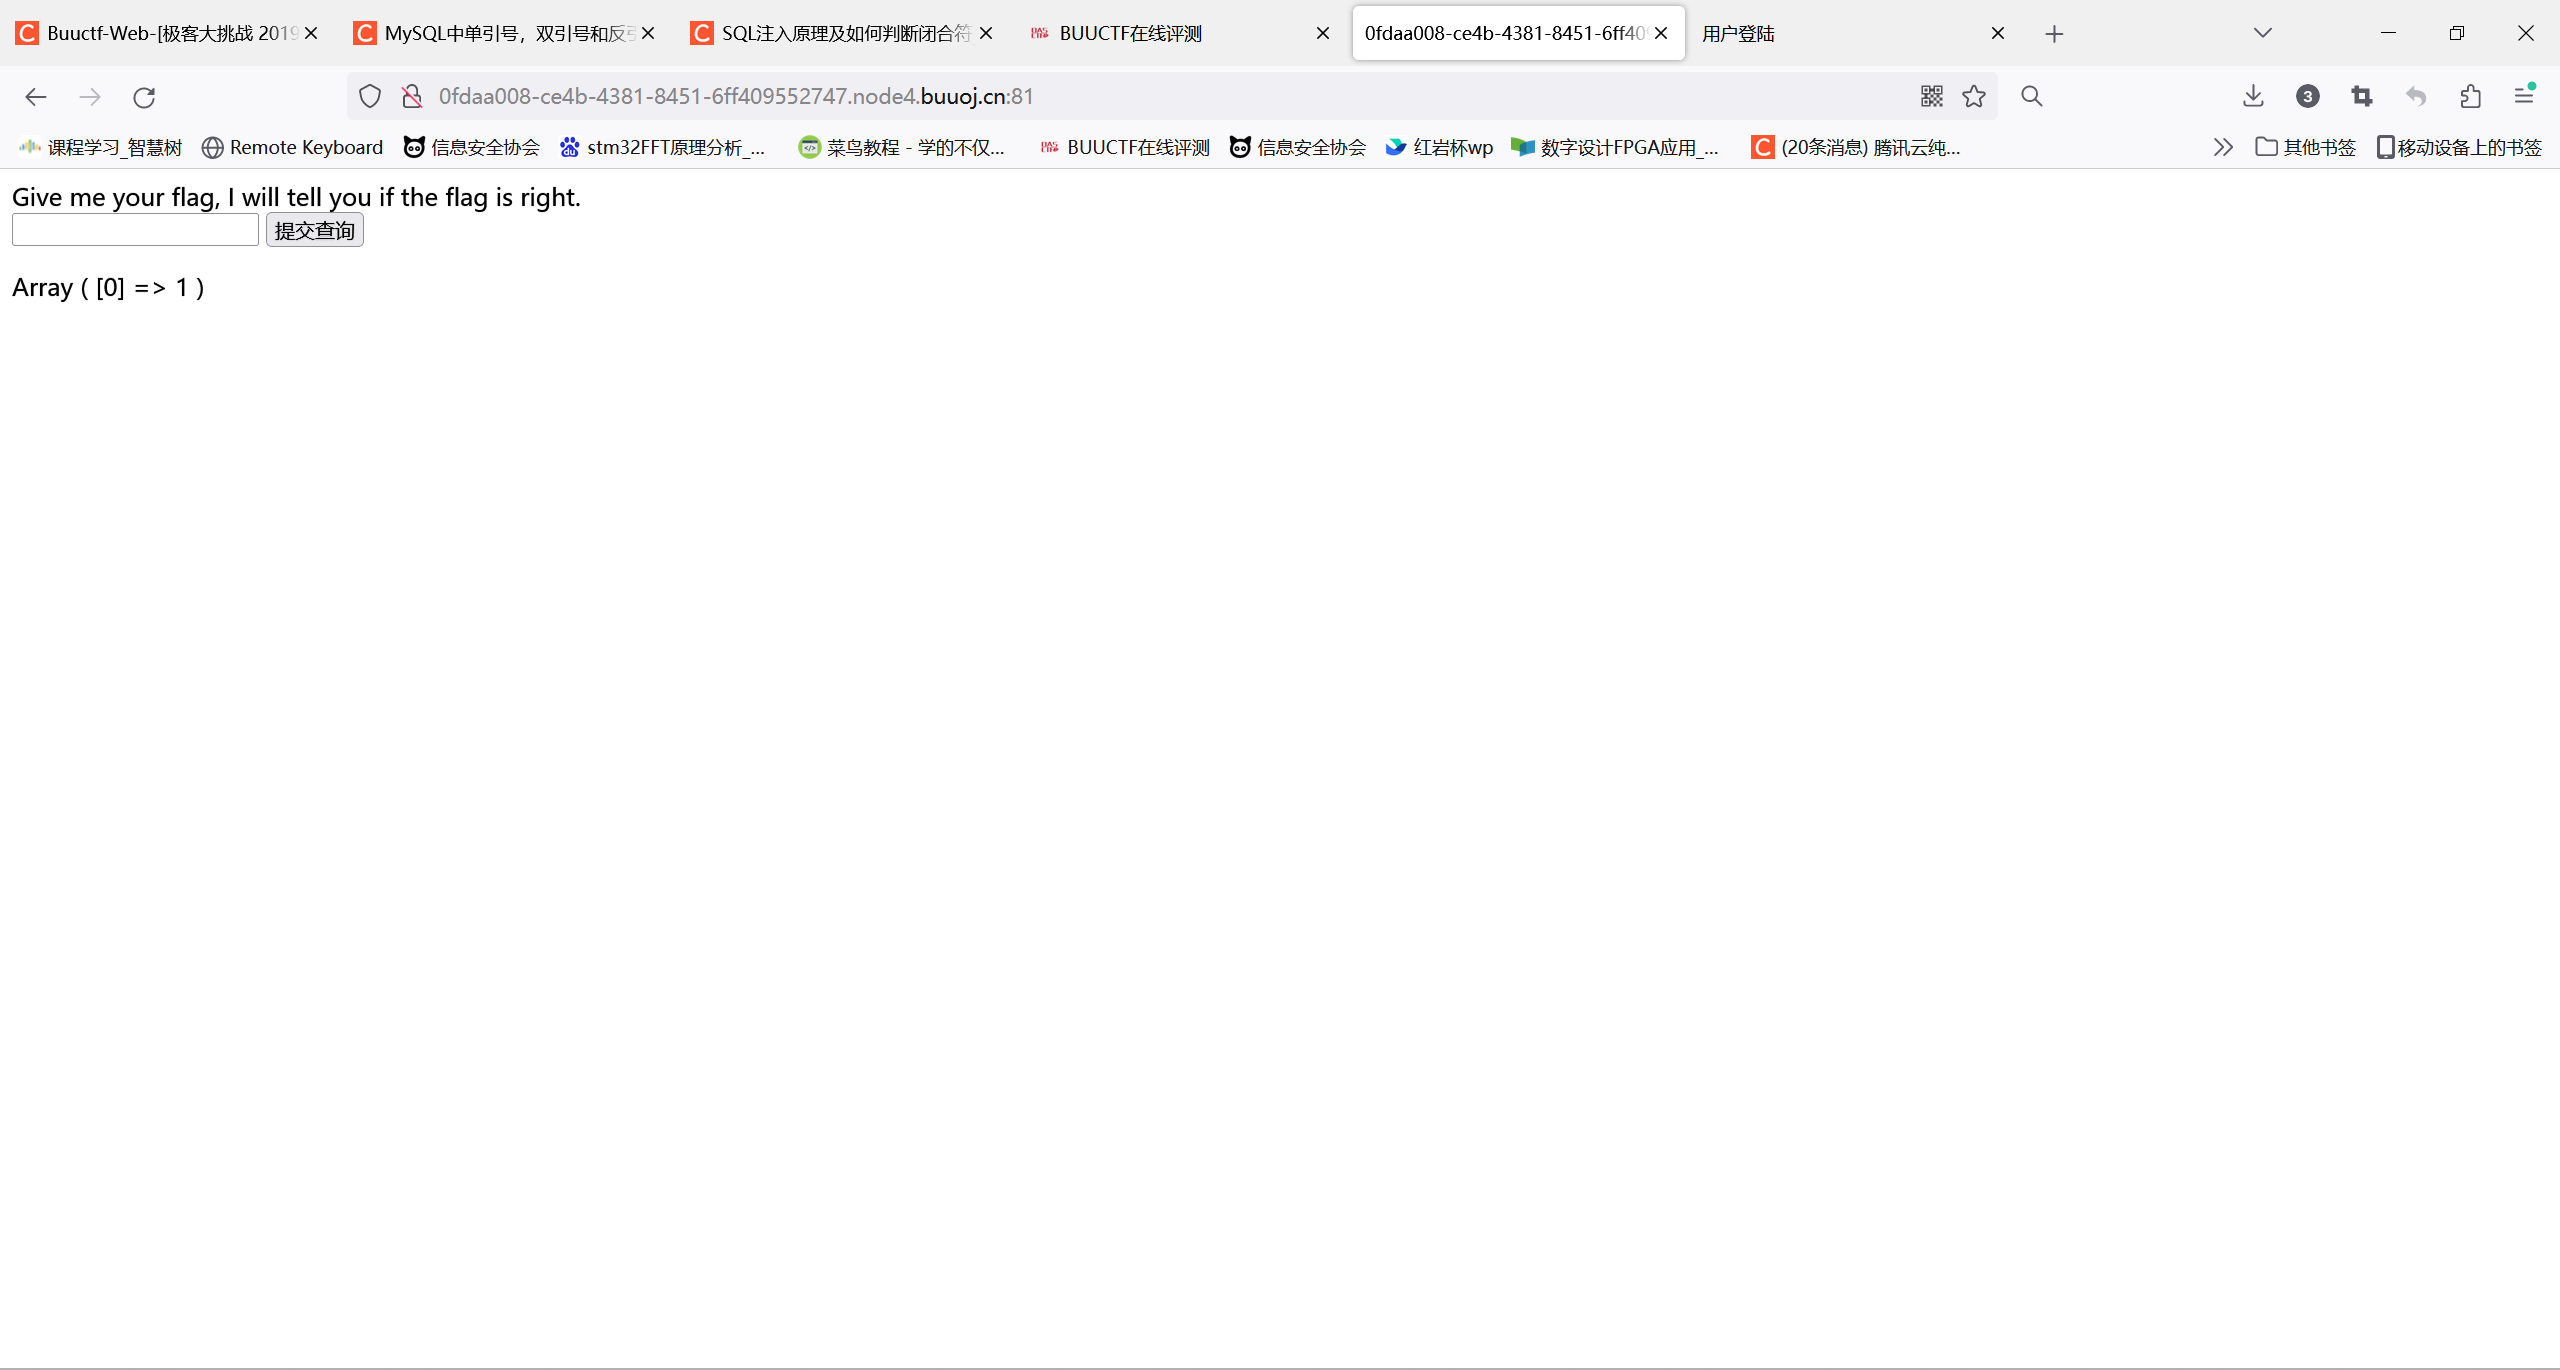 Buuctf-Web-[极客大挑战 2019
MySQL中单引号，双引号和反引
SQL注入原理及如何判断闭合符
BUUCTF在线评测
0fdaa008-ce4b-4381-8451-6ff409
用户登陆
0fdaa008-ce4b-4381-8451-6ff409552747.node4.buuoj.cn:81
3
课程学习_智慧树
Remote Keyboard
信息安全协会
stm32FFT原理分析_...
菜鸟教程 - 学的不仅...
BUUCTF在线评测
信息安全协会
红岩杯wp
数字设计FPGA应用_...
(20条消息) 腾讯云纯...
其他书签
移动设备上的书签
Give me your flag, I will tell you if the flag is right.
提交查询
Array ( [0] => 1 )